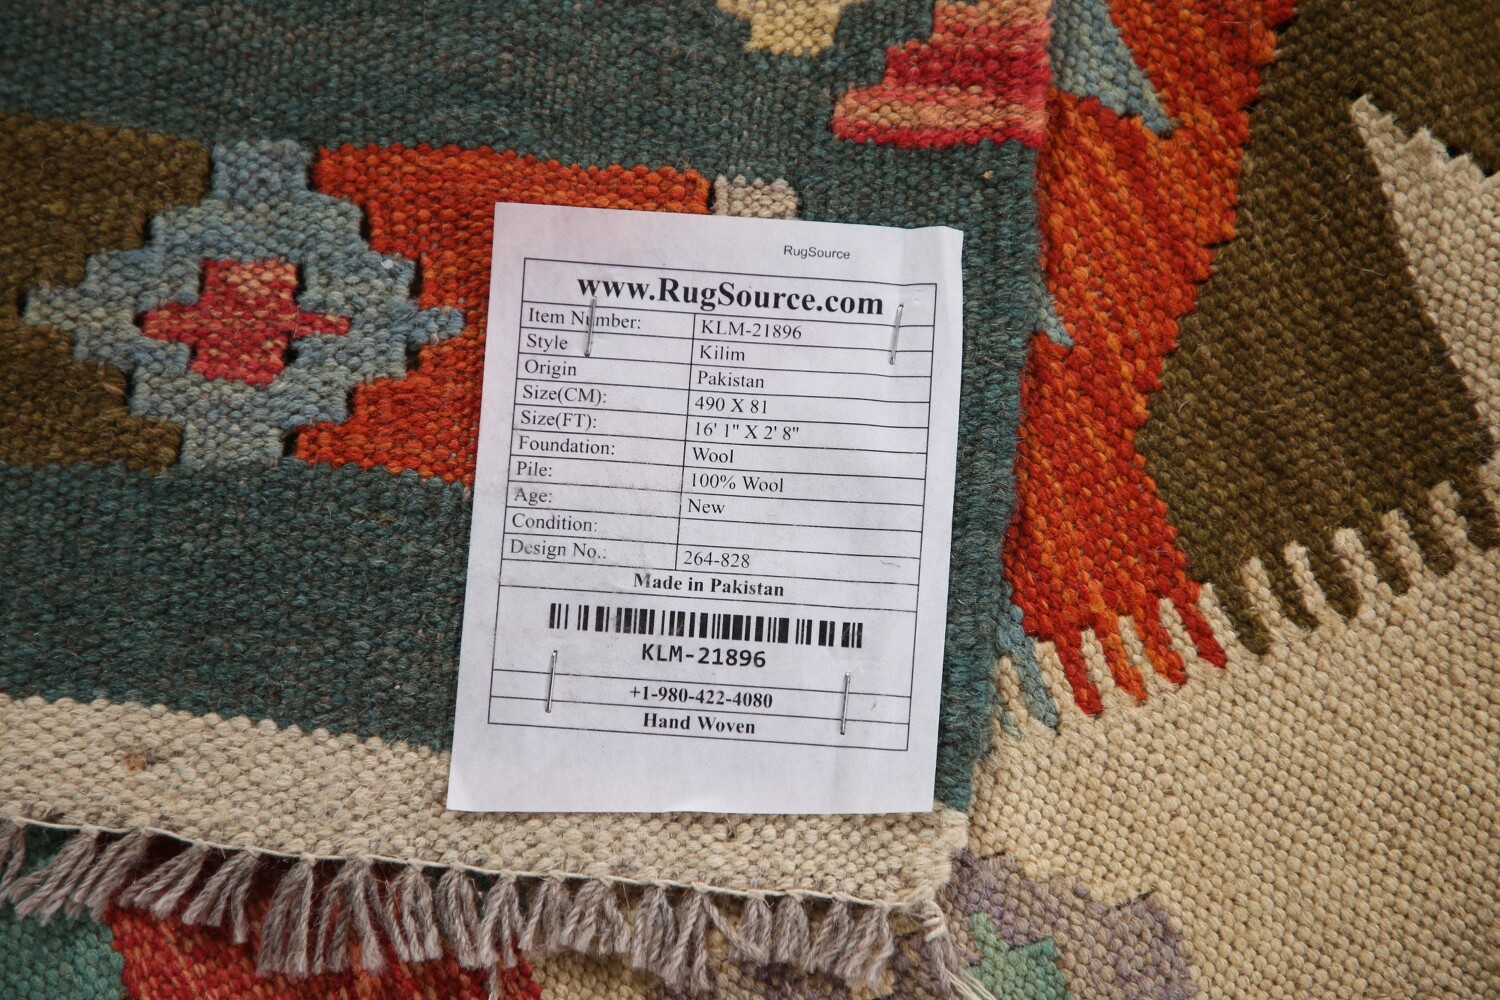 RugSource
www.RugSource.com
Item Number: KLM-21896
Style Kilim
Origin Pakistan
Size(CM): 490 X 81
Size(FT): 16' 1" X 2' 8"
Foundation: Wool
Pile: 100% Wool
Age: New
Condition:
Design No.: 264-828
Made in Pakistan
KLM-21896
+1-980-422-4080
Hand Woven